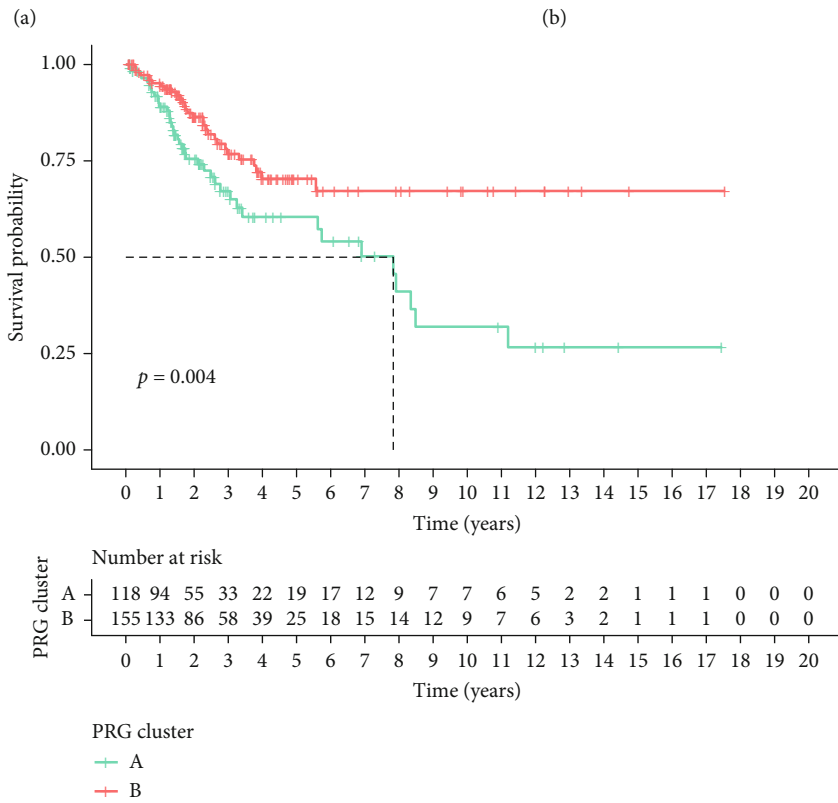 (a) (b)
1.00
0.75
0.50
0.25
0.00
Survival probability
p = 0.004
0 1 2 3 4 5 6 7 8 9 10 11 12 13 14 15 16 17 18 19 20
Time (years)
Number at risk
PRG cluster
A 118 94 55 33 22 19 17 12 9 7 7 6 5 2 2 1 1 1 0 0 0
B 155 133 86 58 39 25 18 15 14 12 9 7 6 3 2 1 1 1 0 0 0
0 1 2 3 4 5 6 7 8 9 10 11 12 13 14 15 16 17 18 19 20
Time (years)
PRG cluster
A
B